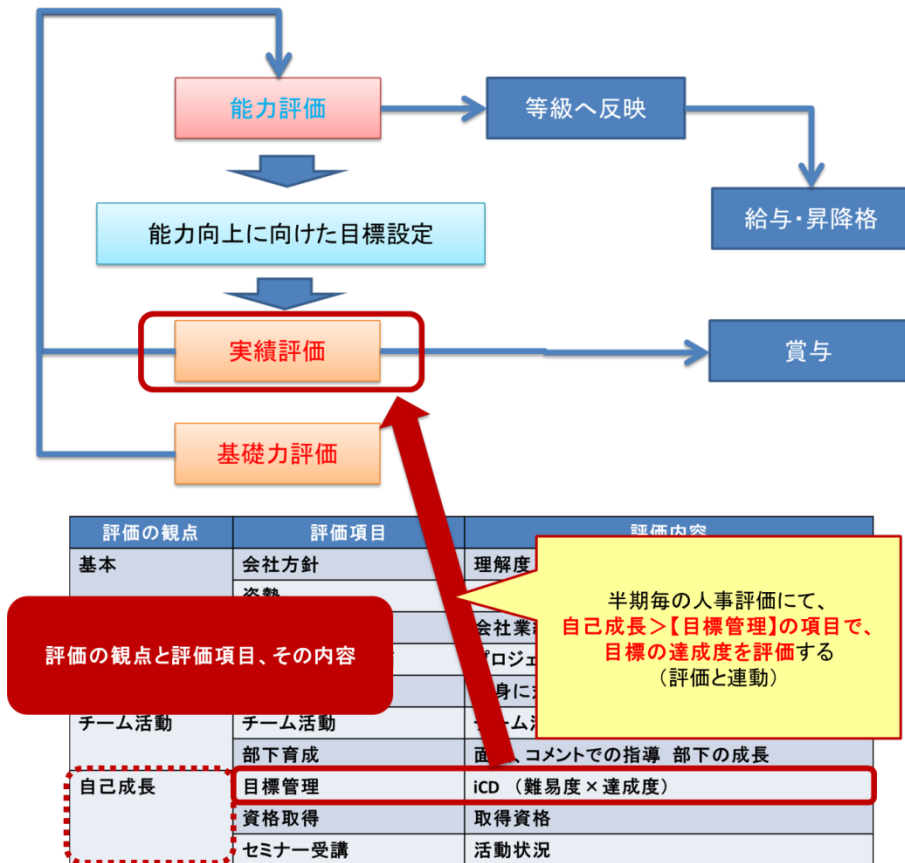 能力評価
等級へ反映
給与・昇降格
能力向上に向けた目標設定
実績評価
賞与
基礎力評価
評価の観点 評価項目 評価内容
基本 会社方針 理解度
姿勢
会社業
プロジェ
身に
チーム活動 チーム活動
部下育成 コメントでの指導 部下の成長
自己成長 目標管理 iCD (難易度×達成度)
資格取得 取得資格
セミナー受講 活動状況
評価の観点と評価項目、その内容
半期毎の人事評価にて、
自己成長>【目標管理】の項目で、
目標の達成度を評価する
(評価と連動)